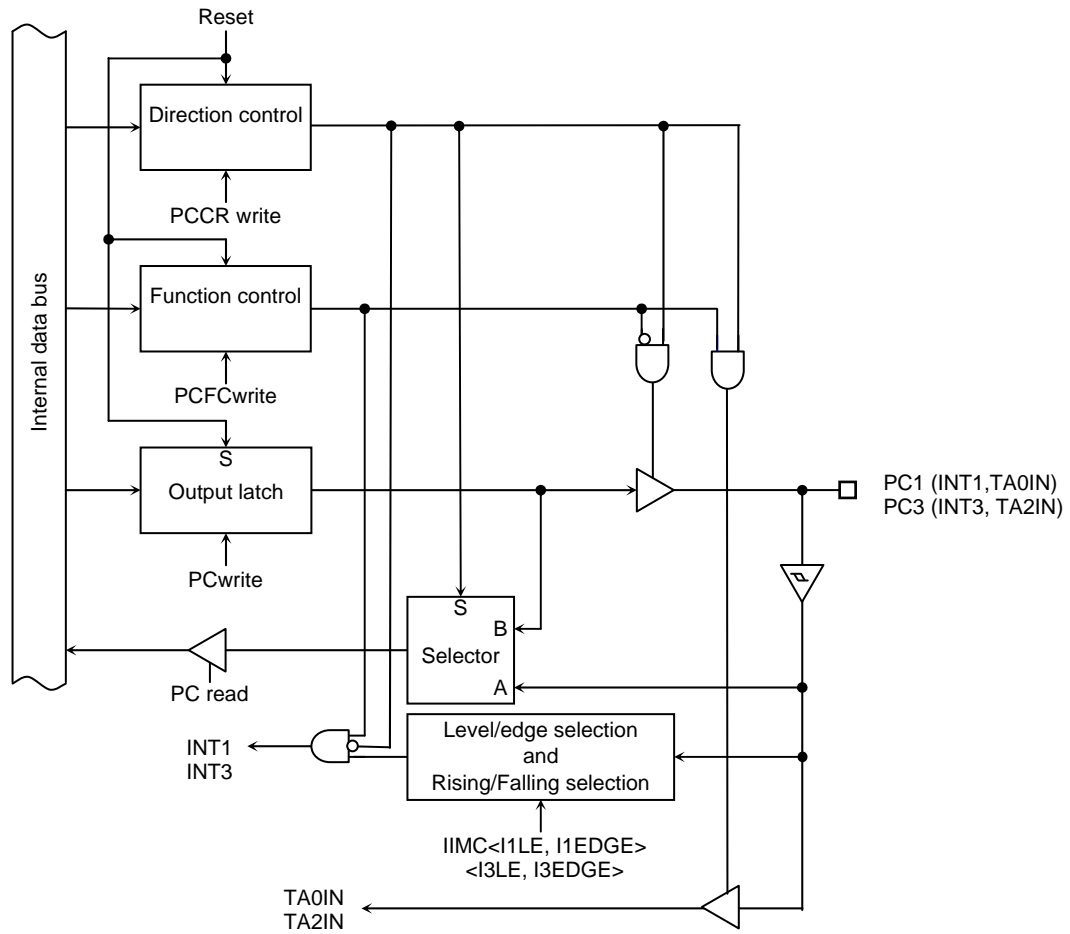 Reset
Direction control
PCCR write
Internal data bus
Function control
PCFCwrite
S
Output latch
PC1 (INT1,TA0IN)
PC3 (INT3, TA2IN)
PCwrite
S
B
Selector
A
PC read
Level/edge selection
and
Rising/Falling selection
INT1
INT3
IIMC<I1LE, I1EDGE>
<I3LE, I3EDGE>
TA0IN
TA2IN